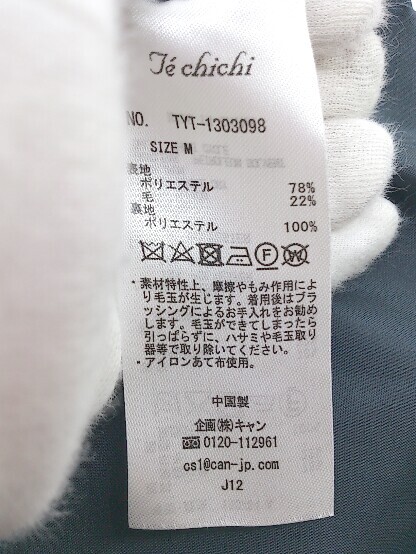 Té chichi
NO. TYT-1303098
SIZE M
表地
ポリエステル 78%
毛 22%
裏地
ポリエステル 100%
F W
・素材特性上、摩擦やもみ作用によ
り毛玉が生じます。着用後はブラ
ッシングによるお手入れをお勧め
します。毛玉ができてしまったら
引っぱらずに、ハサミや毛玉取り
器等で取り除いてください。
・アイロンあて布使用。
中国製
企画(株)キャン
0120-112961
cs1@can-jp.com
J12